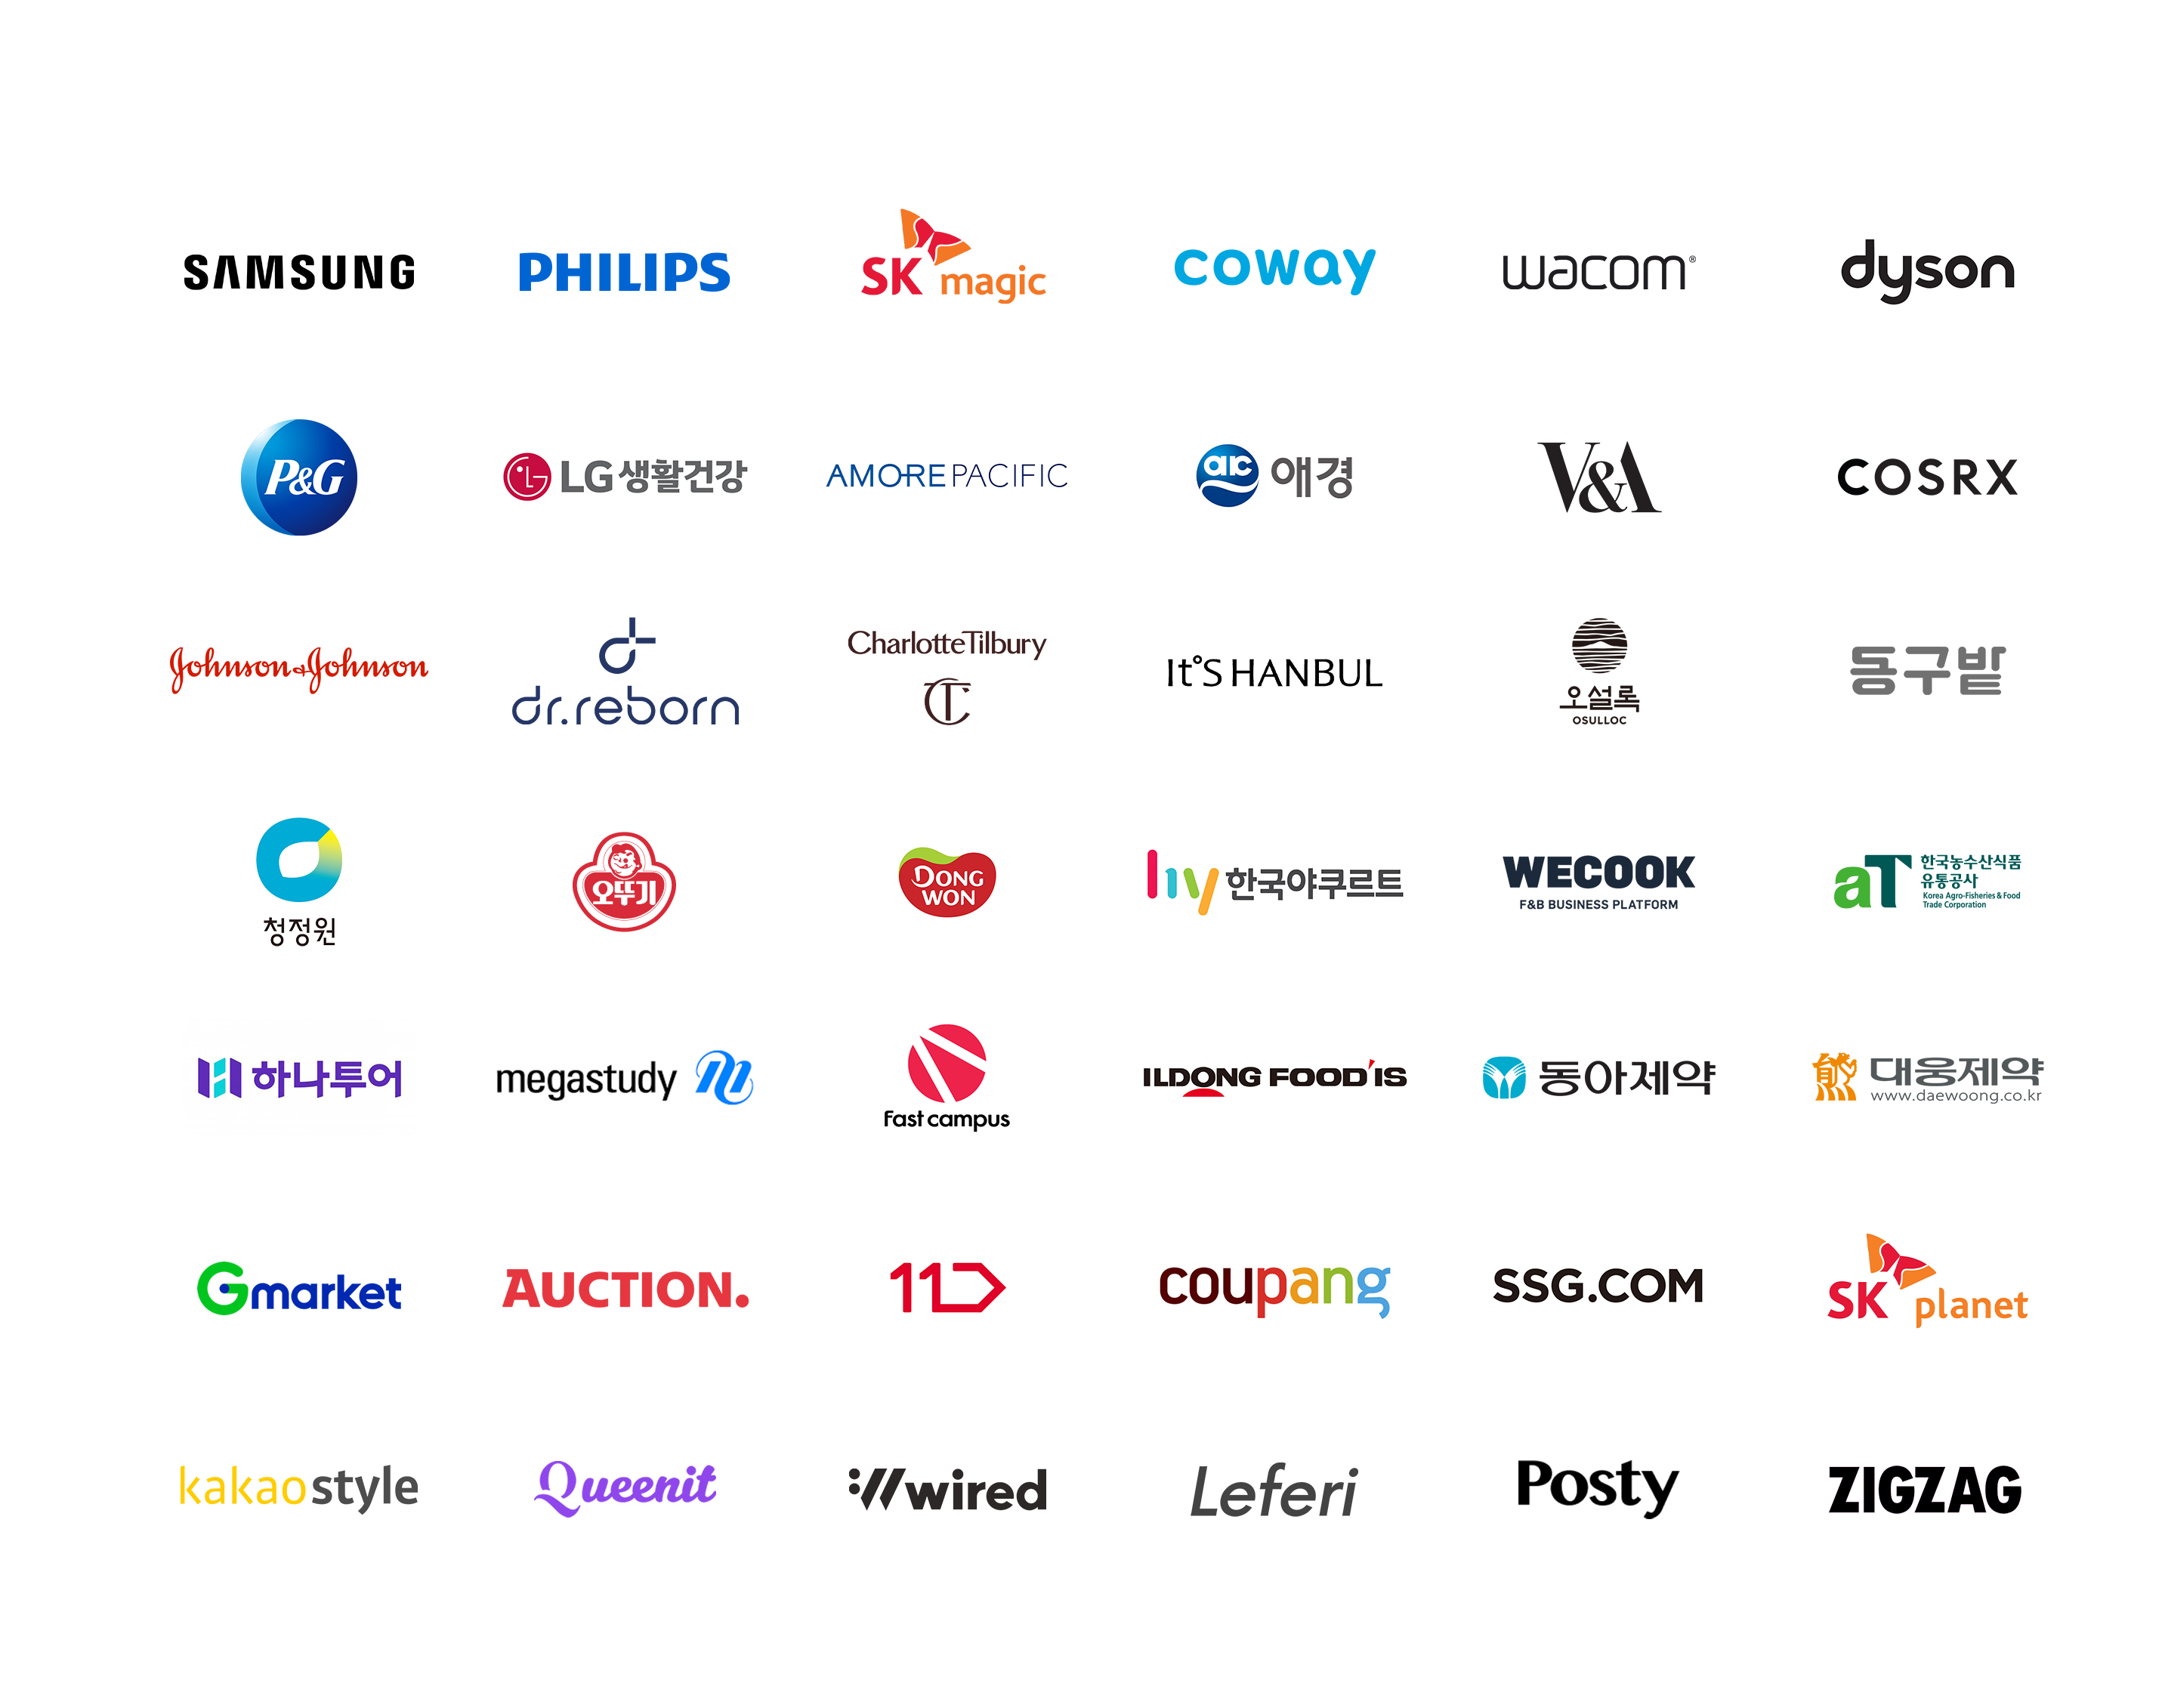 SAMSUNG
PHILIPS
SK magic
coway
wacom®
dyson
P&G
LG 생활건강
AMOREPACIFIC
애경
V&A
COSRX
Johnson+Johnson
dr.reborn
CharlotteTilbury
CT
It'S HANBUL
오설록
OSULLOC
동구밭
청정원
오뚜기
DONG
WON
hy 한국야쿠르트
WECOOK
F&B BUSINESS PLATFORM
aT
한국농수산식품
유통공사
Korea Agro-Fisheries & Food
Trade Corporation
하나투어
megastudy
Fast campus
ILDONG FOOD'IS
동아제약
대웅제약
www.daewoong.co.kr
Gmarket
AUCTION.
11
coupang
SSG.COM
SK planet
kakaostyle
Queenit
wired
Leferi
Posty
ZIGZAG